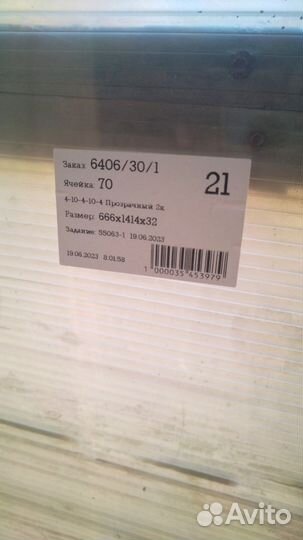 Заказ: 6406/30/1
Ячейка: 70
21
4-10-4-10-4 Прозрачный 2к
Размер: 666x1414x32
Задание: 55063-1 19.06.2023
19.06.2023 8:01:58
1 000035 453979
Avito